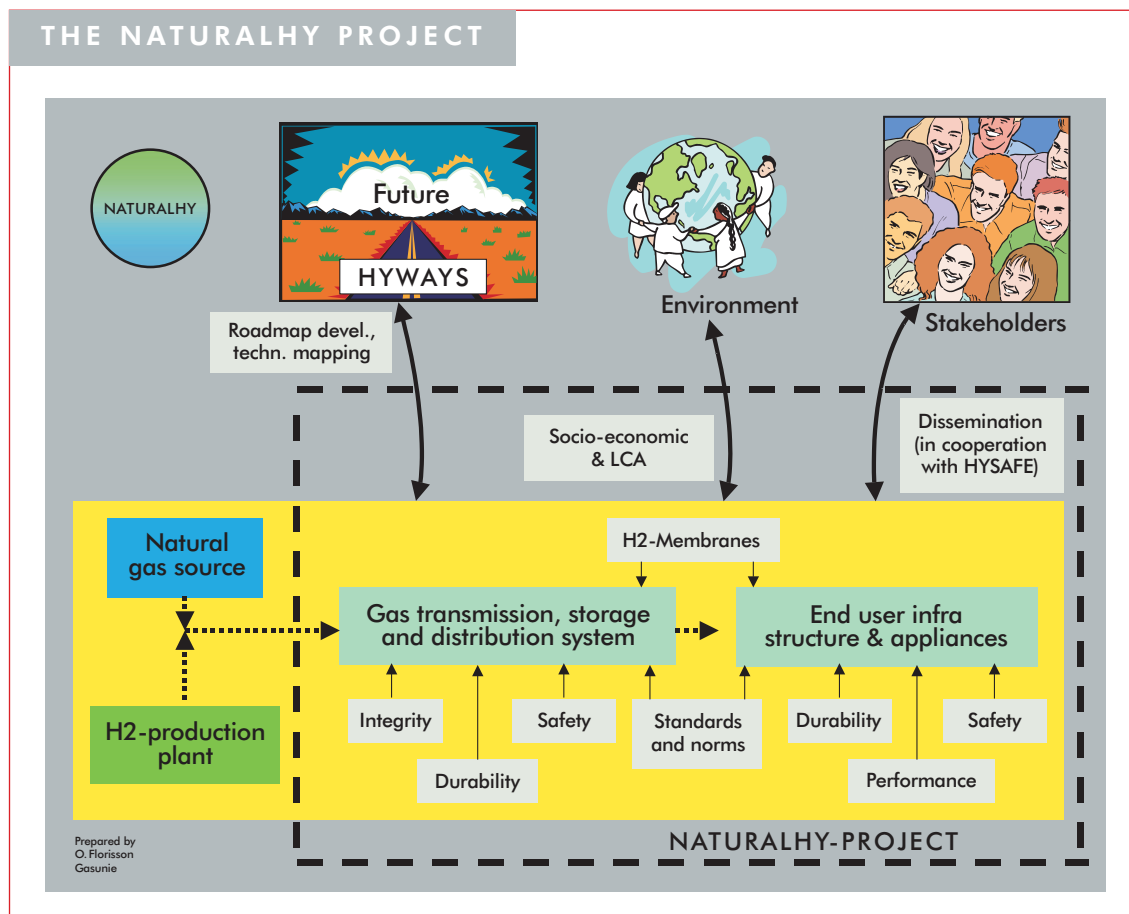 THE NATURALHY PROJECT
NATURALHY
Future
HYWAYS
Environment
Stakeholders
Roadmap devel.,
techn. mapping
Socio-economic
& LCA
Dissemination
(in cooperation
with HYSAFE)
Natural
gas source
H2-Membranes
Gas transmission, storage
and distribution system
End user infra
structure & appliances
H2-production
plant
Integrity
Safety
Standards
and norms
Durability
Safety
Durability
Performance
NATURALHY-PROJECT
Prepared by
O. Florisson
Gasunie